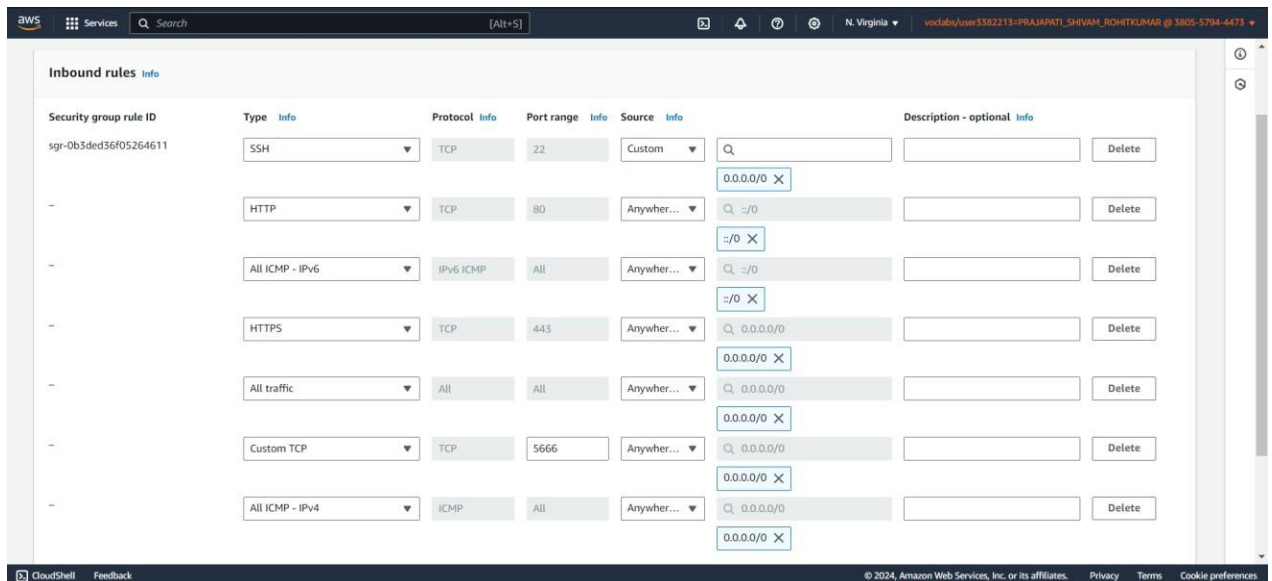 aws Services Search [Alt+S] N. Virginia voclabs/user3382213=PRAJAPATI_SHIVAM_ROHITKUMAR @ 3805-5794-4473
Inbound rules Info
Security group rule ID Type Info Protocol Info Port range Info Source Info Description - optional Info
sgr-0b3ded36f05264611 SSH TCP 22 Custom Delete
0.0.0.0/0
– HTTP TCP 80 Anywher... ::/0 Delete
::/0
– All ICMP - IPv6 IPv6 ICMP All Anywher... ::/0 Delete
::/0
– HTTPS TCP 443 Anywher... 0.0.0.0/0 Delete
0.0.0.0/0
– All traffic All All Anywher... 0.0.0.0/0 Delete
0.0.0.0/0
– Custom TCP TCP 5666 Anywher... 0.0.0.0/0 Delete
0.0.0.0/0
– All ICMP - IPv4 ICMP All Anywher... 0.0.0.0/0 Delete
0.0.0.0/0
CloudShell Feedback © 2024, Amazon Web Services, Inc. or its affiliates. Privacy Terms Cookie preferences